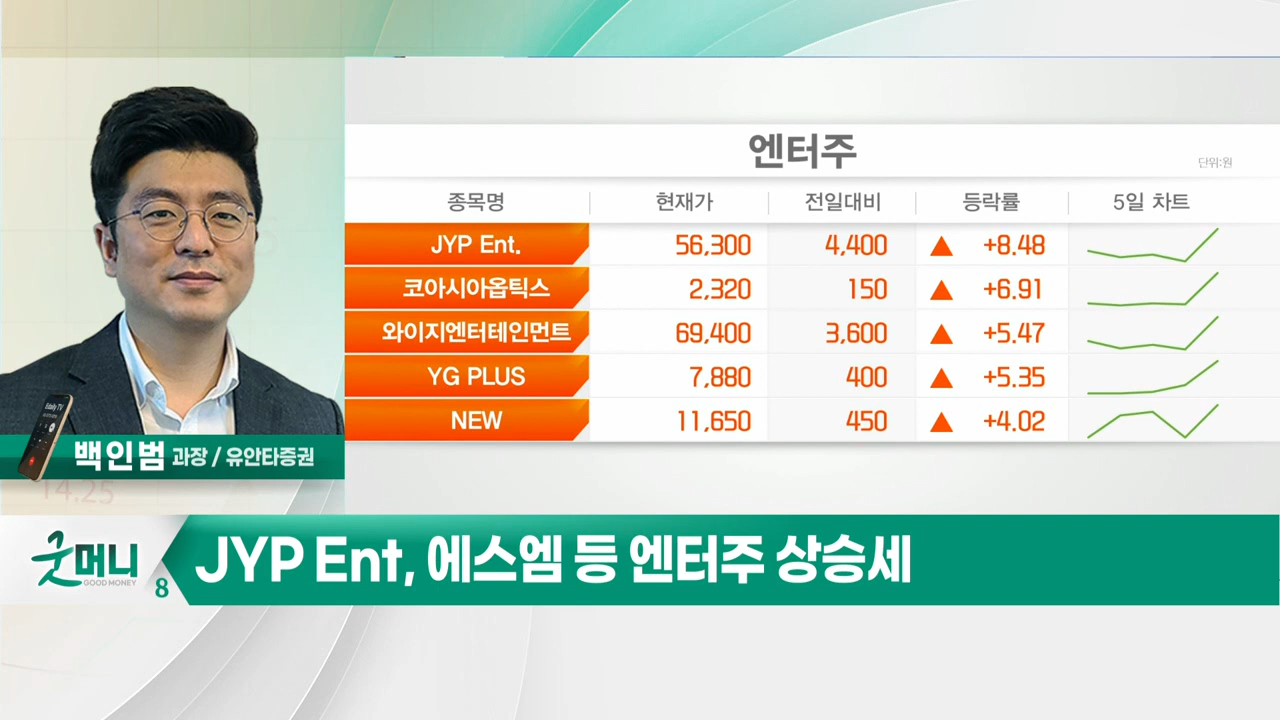 엔터주
단위:원
종목명 현재가 전일대비 등락률 5일 차트
JYP Ent. 56,300 4,400 ▲ +8.48
코아시아옵틱스 2,320 150 ▲ +6.91
와이지엔터테인먼트 69,400 3,600 ▲ +5.47
YG PLUS 7,880 400 ▲ +5.35
NEW 11,650 450 ▲ +4.02
Edaily TV
백인범 과장 / 유안타증권
14.25
굿머니
GOOD MONEY
8
JYP Ent, 에스엠 등 엔터주 상승세